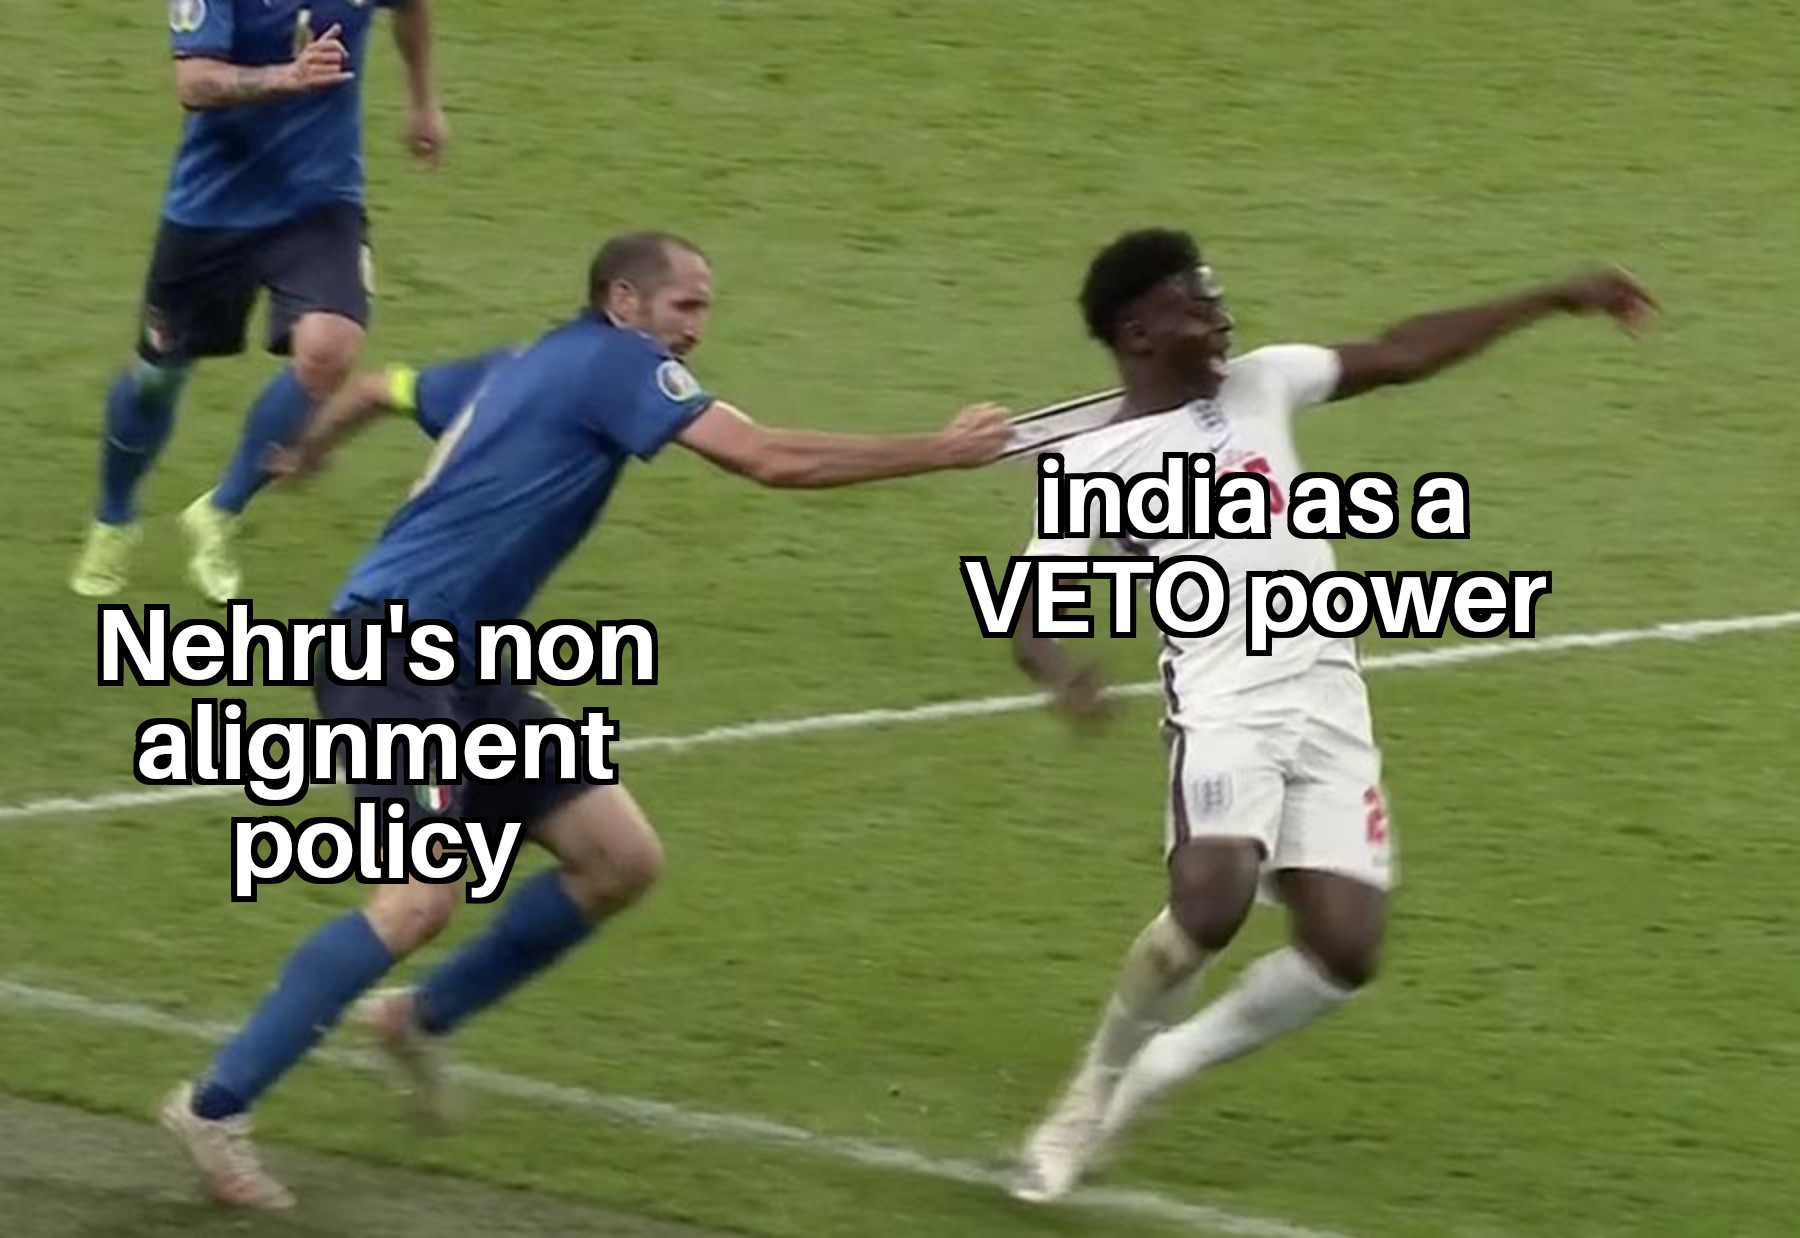 Nehru's non
alignment
policy
india as a
VETO power